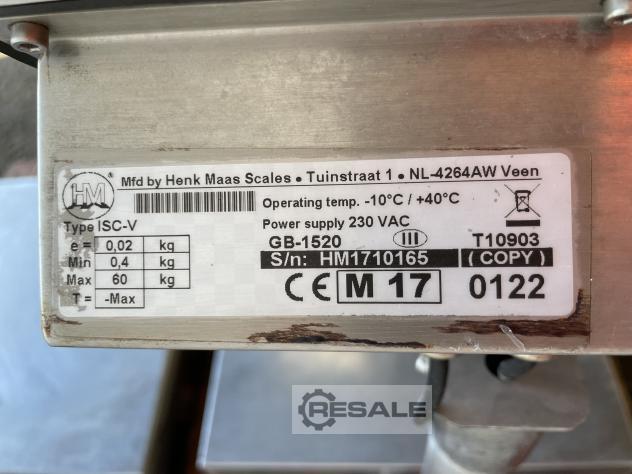 HM
Mfd by Henk Maas Scales • Tuinstraat 1 • NL-4264AW Veen
Operating temp. -10°C / +40°C
Power supply 230 VAC
Type ISC-V
e = 0,02 kg
Min 0,4 kg
Max 60 kg
T = -Max
GB-1520 III T10903
S/n: HM1710165 (COPY)
CE M 17 0122
RESALE